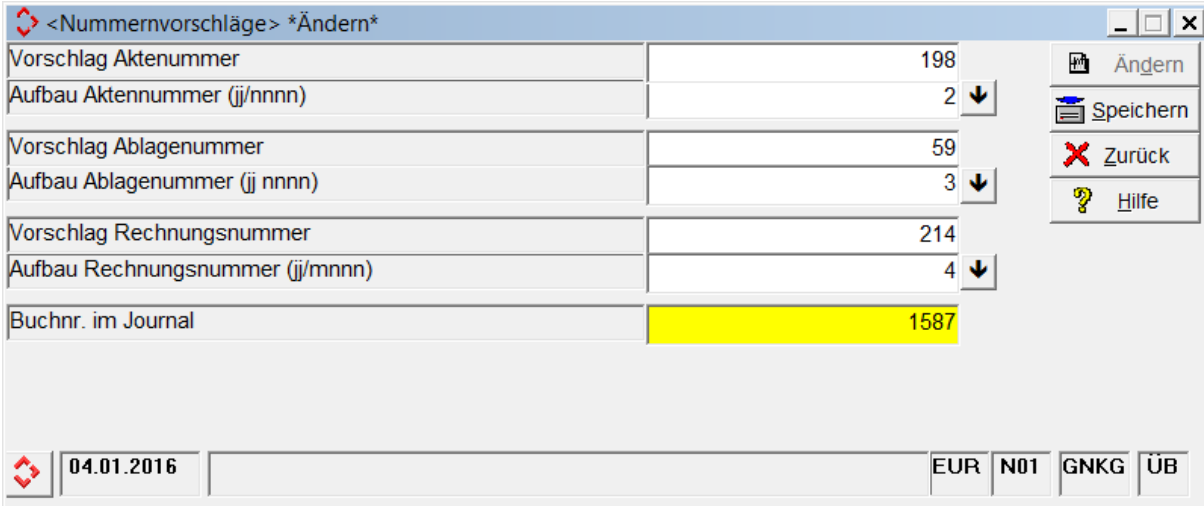 <Nummernvorschläge> *Ändern*
Vorschlag Aktenummer 198
Ändern
Aufbau Aktennummer (jj/nnnn) 2
Speichern
Vorschlag Ablagenummer 59
Zurück
Aufbau Ablagenummer (jj nnnn) 3
Hilfe
Vorschlag Rechnungsnummer 214
Aufbau Rechnungsnummer (jj/mnnn) 4
Buchnr. im Journal 1587
04.01.2016 EUR N01 GNKG ÜB